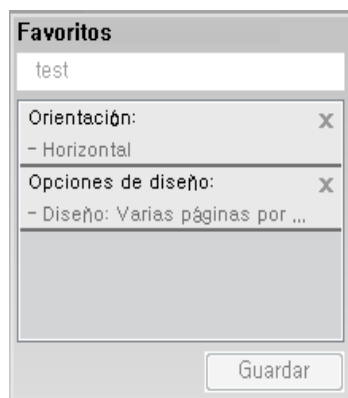 Favoritos
test
Orientación:
X
- Horizontal
Opciones de diseño:
X
- Diseño: Varias páginas por ...
Guardar